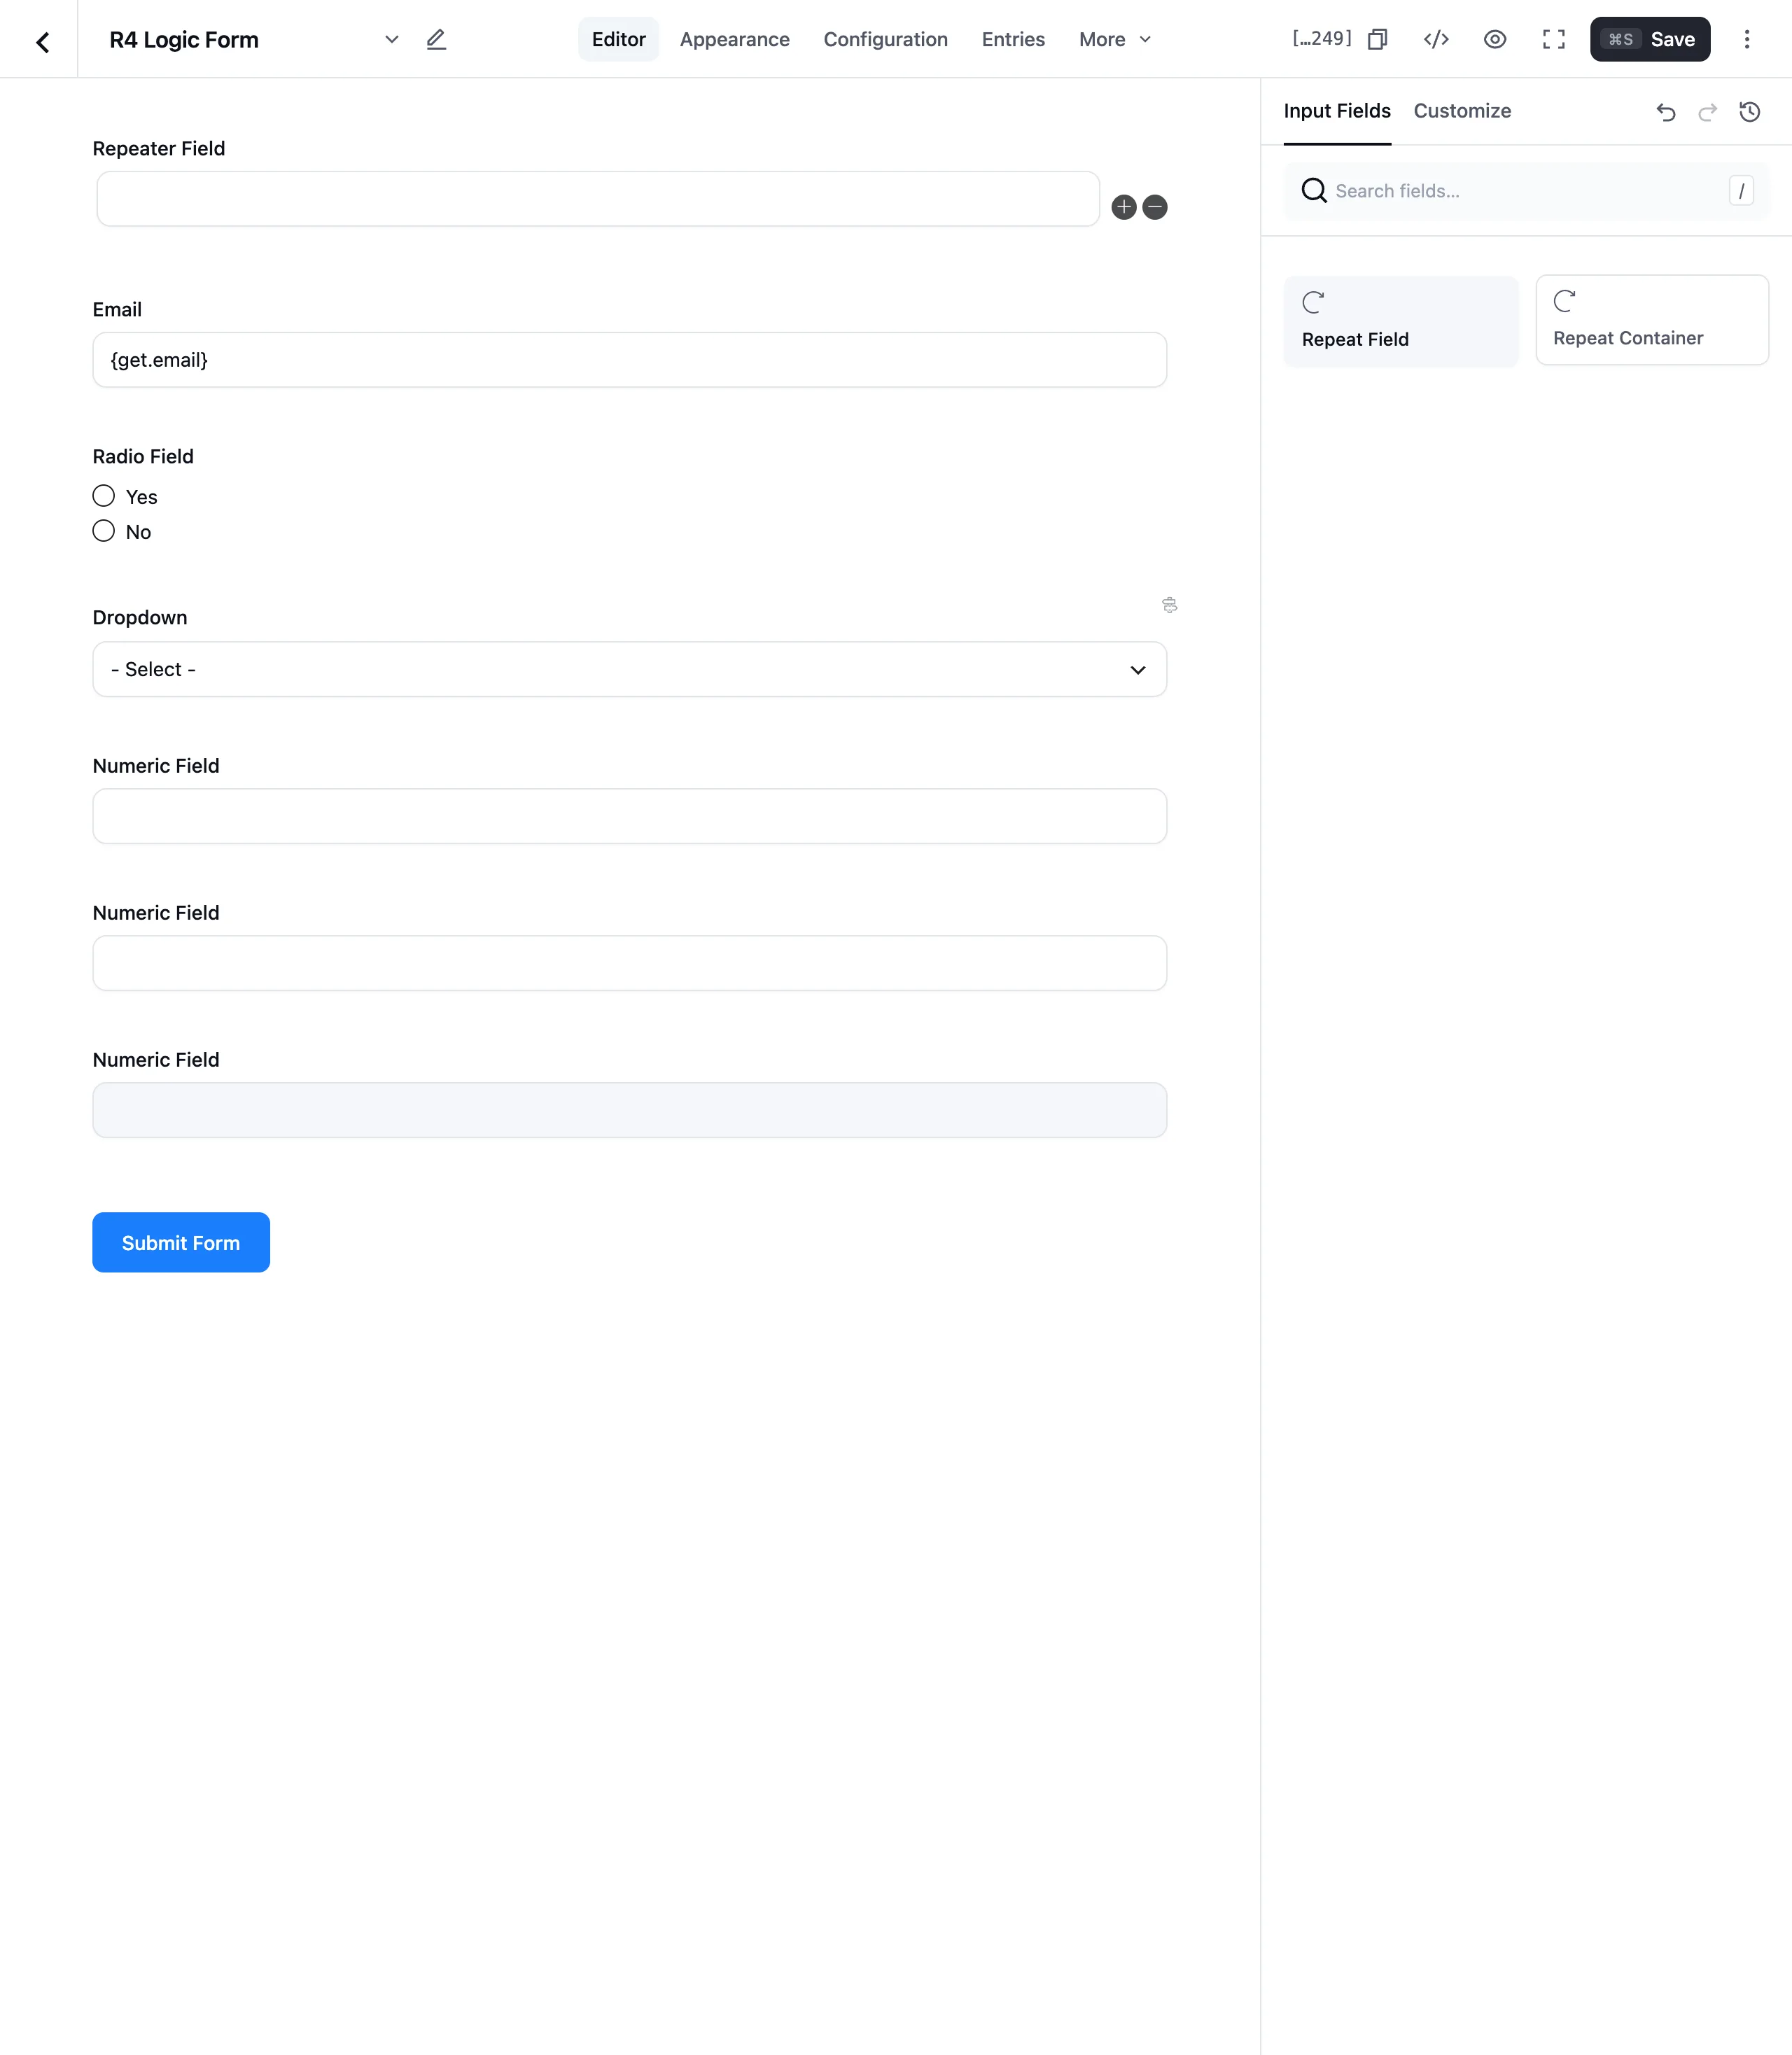 R4 Logic Form
Editor Appearance Configuration Entries More
[...249] ⌘S Save
Input Fields Customize
Search fields... /
Repeat Field Repeat Container
Repeater Field
Email
{get.email}
Radio Field
Yes
No
Dropdown
- Select -
Numeric Field
Numeric Field
Numeric Field
Submit Form